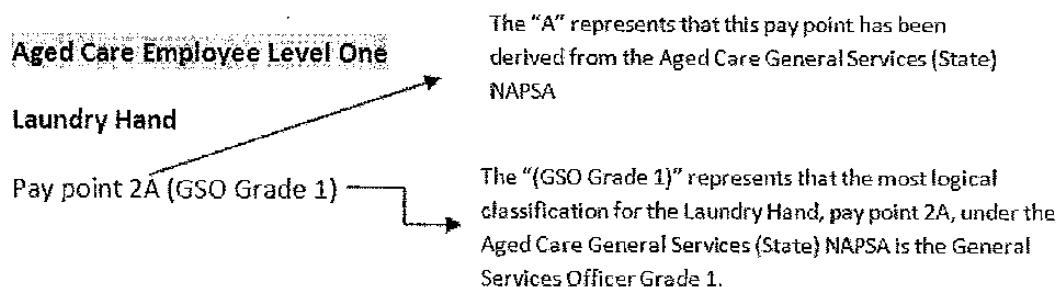 Aged Care Employee Level One
Laundry Hand
Pay point 2A (GSO Grade 1)
The “A” represents that this pay point has been
derived from the Aged Care General Services (State)
NAPSA
The “(GSO Grade 1)” represents that the most logical
classification for the Laundry Hand, pay point 2A, under the
Aged Care General Services (State) NAPSA is the General
Services Officer Grade 1.